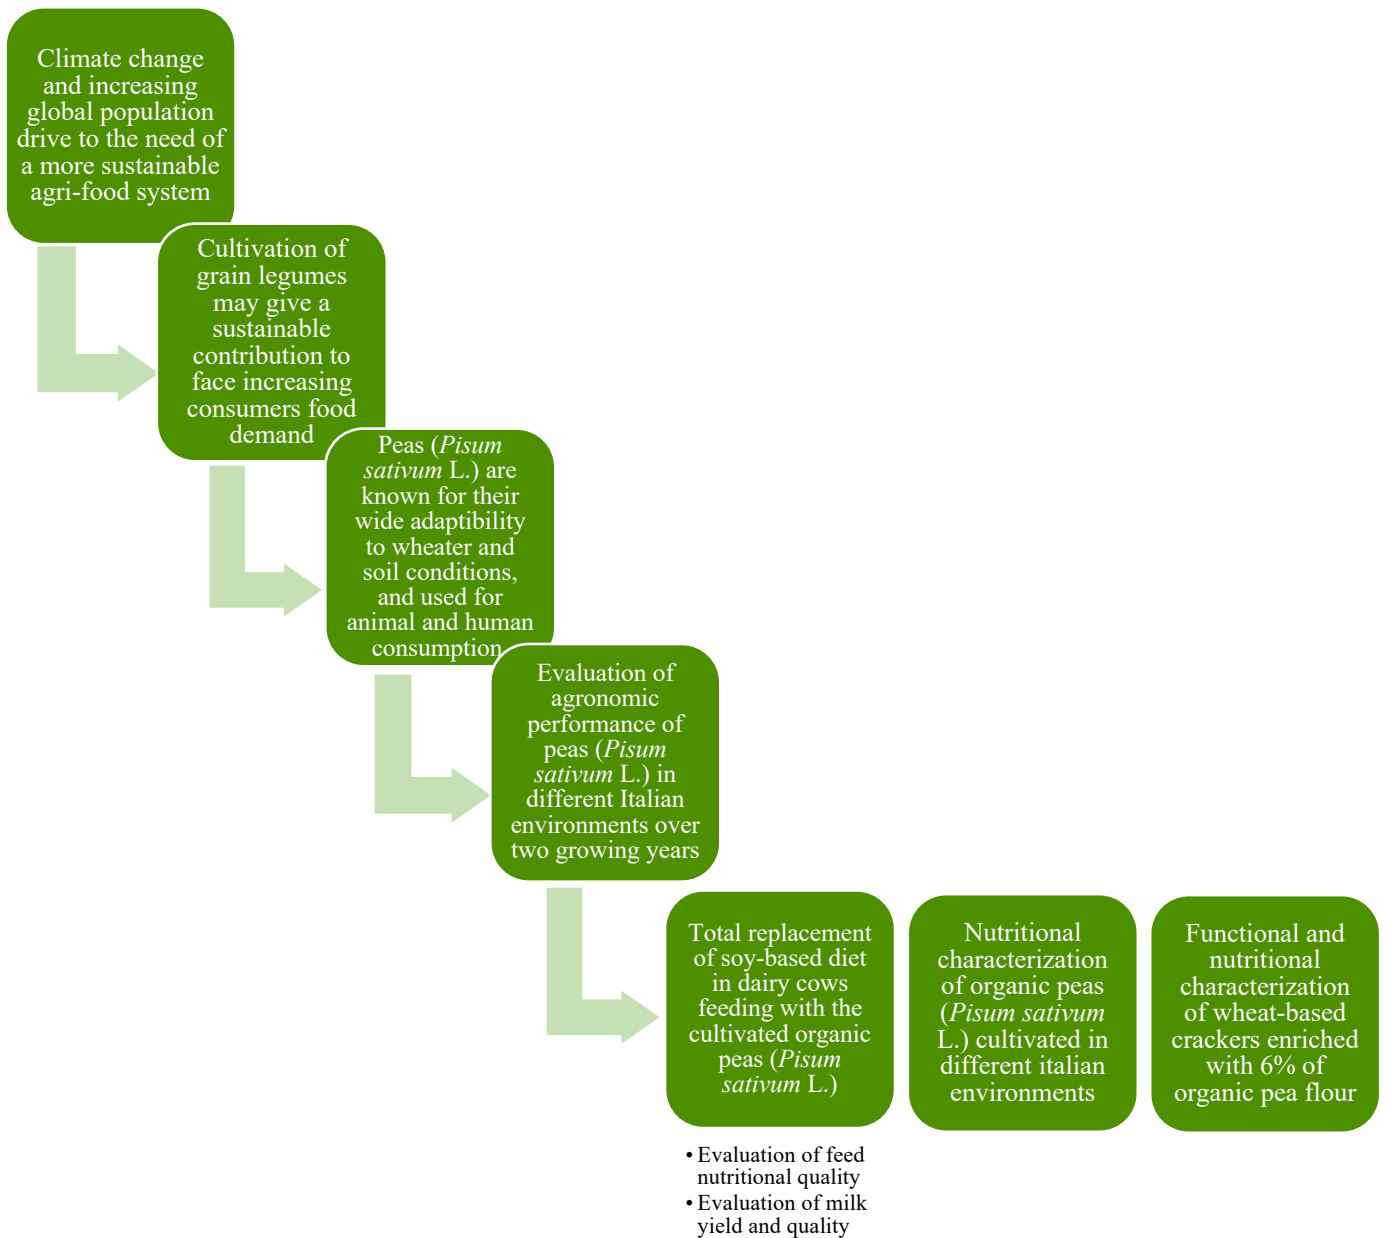 Climate change
and increasing
global population
drive to the need of
a more sustainable
agri-food system
Cultivation of
grain legumes
may give a
sustainable
contribution to
face increasing
consumers food
demand
Peas (Pisum
sativum L.) are
known for their
wide adaptibility
to wheater and
soil conditions,
and used for
animal and human
consumption
Evaluation of
agronomic
performance of
peas (Pisum
sativum L.) in
different Italian
environments over
two growing years
Total replacement
of soy-based diet
in dairy cows
feeding with the
cultivated organic
peas (Pisum
sativum L.)
• Evaluation of feed
nutritional quality
• Evaluation of milk
yield and quality
Nutritional
characterization
of organic peas
(Pisum sativum
L.) cultivated in
different italian
environments
Functional and
nutritional
characterization
of wheat-based
crackers enriched
with 6% of
organic pea flour